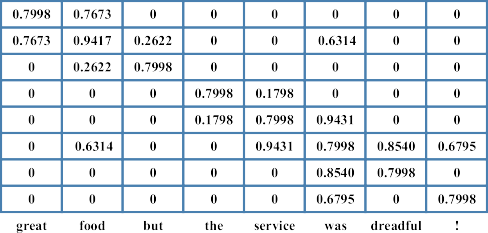 0.7998 0.7673 0 0 0 0 0 0
0.7673 0.9417 0.2622 0 0 0.6314 0 0
0 0.2622 0.7998 0 0 0 0 0
0 0 0 0.7998 0.1798 0 0 0
0 0 0 0.1798 0.7998 0.9431 0 0
0 0.6314 0 0 0.9431 0.7998 0.8540 0.6795
0 0 0 0 0 0.8540 0.7998 0
0 0 0 0 0 0.6795 0 0.7998
great food but the service was dreadful !